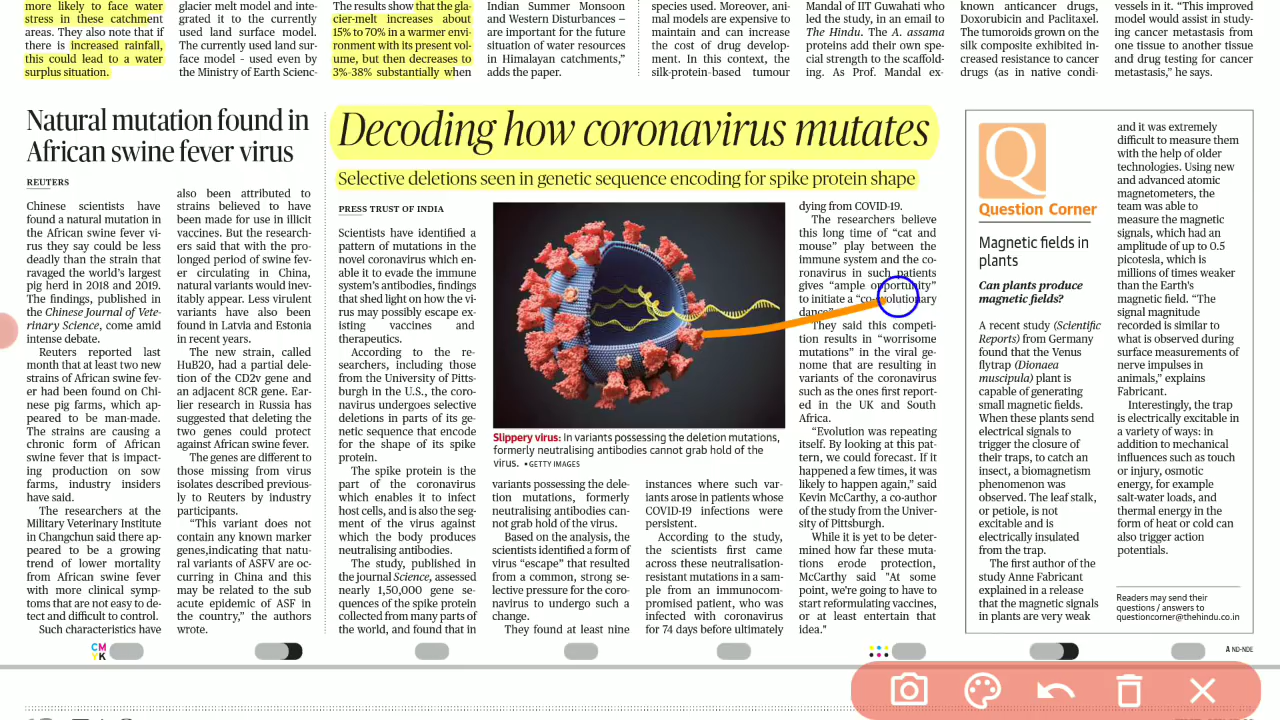 more likely to face water
stress in these catchment
areas. They also note that if
there is increased rainfall,
this could lead to a water
surplus situation.
glacier melt model and inte-
grated it to the currently
used land surface model.
The currently used land sur-
face model - used even by
the Ministry of Earth Scienc-
The results show that the gla-
cier-melt increases about
15% to 70% in a warmer envi-
ronment with its present vol-
ume, but then decreases to
3%-38% substantially when
Indian Summer Monsoon
and Western Disturbances –
are important for the future
situation of water resources
in Himalayan catchments,”
adds the paper.
species used. Moreover, ani-
mal models are expensive to
maintain and can increase
the cost of drug develop-
ment. In this context, the
silk-protein-based tumour
Mandal of IIT Guwahati who
led the study, in an email to
The Hindu. The A. assama
proteins add their own spe-
cial strength to the scaffold-
ing. As Prof. Mandal ex-
known anticancer drugs,
Doxorubicin and Paclitaxel.
The tumoroids grown on the
silk composite exhibited in-
creased resistance to cancer
drugs (as in native condi-
vessels in it. “This improved
model would assist in study-
ing cancer metastasis from
one tissue to another tissue
and drug testing for cancer
metastasis,” he says.
Natural mutation found in
African swine fever virus
REUTERS
Chinese scientists have
found a natural mutation in
the African swine fever vi-
rus they say could be less
deadly than the strain that
ravaged the world's largest
pig herd in 2018 and 2019.
The findings, published in
the Chinese Journal of Vete-
rinary Science, come amid
intense debate.
Reuters reported last
month that at least two new
strains of African swine fev-
er had been found on Chi-
nese pig farms, which ap-
peared to be man-made.
The strains are causing a
chronic form of African
swine fever that is impact-
ing production on sow
farms, industry insiders
have said.
The researchers at the
Military Veterinary Institute
in Changchun said there ap-
peared to be a growing
trend of lower mortality
from African swine fever
with more clinical symp-
toms that are not easy to de-
tect and difficult to control.
Such characteristics have
also been attributed to
strains believed to have
been made for use in illicit
vaccines. But the research-
ers said that with the pro-
longed period of swine fev-
er circulating in China,
natural variants would inev-
itably appear. Less virulent
variants have also been
found in Latvia and Estonia
in recent years.
The new strain, called
HuB20, had a partial dele-
tion of the CD2v gene and
an adjacent 8CR gene. Ear-
lier research in Russia has
suggested that deleting the
two genes could protect
against African swine fever.
The genes are different to
those missing from virus
isolates described previous-
ly to Reuters by industry
participants.
“This variant does not
contain any known marker
genes,indicating that natu-
ral variants of ASFV are oc-
curring in China and this
may be related to the sub
acute epidemic of ASF in
the country,” the authors
wrote.
Decoding how coronavirus mutates
Selective deletions seen in genetic sequence encoding for spike protein shape
PRESS TRUST OF INDIA
Scientists have identified a
pattern of mutations in the
novel coronavirus which en-
able it to evade the immune
system's antibodies, findings
that shed light on how the vi-
rus may possibly escape ex-
isting vaccines and
therapeutics.
According to the re-
searchers, including those
from the University of Pitts-
burgh in the U.S., the coro-
navirus undergoes selective
deletions in parts of its ge-
netic sequence that encode
for the shape of its spike
protein.
The spike protein is the
part of the coronavirus
which enables it to infect
host cells, and is also the seg-
ment of the virus against
which the body produces
neutralising antibodies.
The study, published in
the journal Science, assessed
nearly 1,50,000 gene se-
quences of the spike protein
collected from many parts of
the world, and found that in
Slippery virus: In variants possessing the deletion mutations,
formerly neutralising antibodies cannot grab hold of the
virus. •GETTY IMAGES
variants possessing the dele-
tion mutations, formerly
neutralising antibodies can-
not grab hold of the virus.
Based on the analysis, the
scientists identified a form of
virus “escape” that resulted
from a common, strong se-
lective pressure for the coro-
navirus to undergo such a
change.
They found at least nine
instances where such vari-
ants arose in patients whose
COVID-19 infections were
persistent.
According to the study,
the scientists first came
across these neutralisation-
resistant mutations in a sam-
ple from an immunocom-
promised patient, who was
infected with coronavirus
for 74 days before ultimately
dying from COVID-19.
The researchers believe
this long time of “cat and
mouse” play between the
immune system and the co-
ronavirus in such patients
gives “ample opportunity”
to initiate a “co-evolutionary
dance”.
They said this competi-
tion results in “worrisome
mutations” in the viral ge-
nome that are resulting in
variants of the coronavirus
such as the ones first report-
ed in the UK and South
Africa.
“Evolution was repeating
itself. By looking at this pat-
tern, we could forecast. If it
happened a few times, it was
likely to happen again,” said
Kevin McCarthy, a co-author
of the study from the Univer-
sity of Pittsburgh.
While it is yet to be deter-
mined how far these muta-
tions erode protection,
McCarthy said "At some
point, we're going to have to
start reformulating vaccines,
or at least entertain that
idea."
Q
Question Corner
Magnetic fields in
plants
Can plants produce
magnetic fields?
A recent study (Scientific
Reports) from Germany
found that the Venus
flytrap (Dionaea
muscipula) plant is
capable of generating
small magnetic fields.
When these plants send
electrical signals to
trigger the closure of
their traps, to catch an
insect, a biomagnetism
phenomenon was
observed. The leaf stalk,
or petiole, is not
excitable and is
electrically insulated
from the trap.
The first author of the
study Anne Fabricant
explained in a release
that the magnetic signals
in plants are very weak
and it was extremely
difficult to measure them
with the help of older
technologies. Using new
and advanced atomic
magnetometers, the
team was able to
measure the magnetic
signals, which had an
amplitude of up to 0.5
picotesla, which is
millions of times weaker
than the Earth's
magnetic field. “The
signal magnitude
recorded is similar to
what is observed during
surface measurements of
nerve impulses in
animals,” explains
Fabricant.
Interestingly, the trap
is electrically excitable in
a variety of ways: in
addition to mechanical
influences such as touch
or injury, osmotic
energy, for example
salt-water loads, and
thermal energy in the
form of heat or cold can
also trigger action
potentials.
Readers may send their
questions / answers to
questioncorner@thehindu.co.in
CM
YK
A ND-NDE